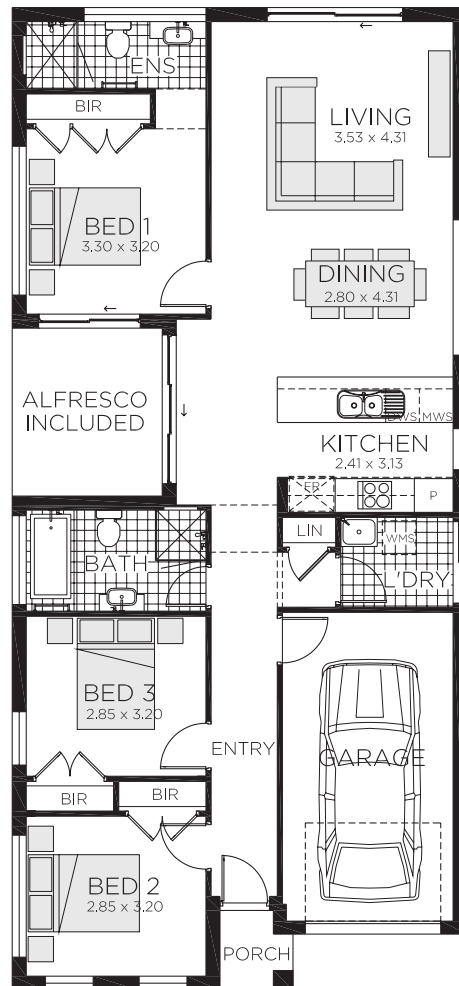 ENS
BIR
LIVING
3.53 x 4.31
BED 1
3.30 x 3.20
DINING
2.80 x 4.31
ALFRESCO
INCLUDED
DWS MWS
KITCHEN
2.41 x 3.13
FR
P
LIN
WMS
BATH
L'DRY
BED 3
2.85 x 3.20
ENTRY
GARAGE
BIR
BIR
BED 2
2.85 x 3.20
PORCH